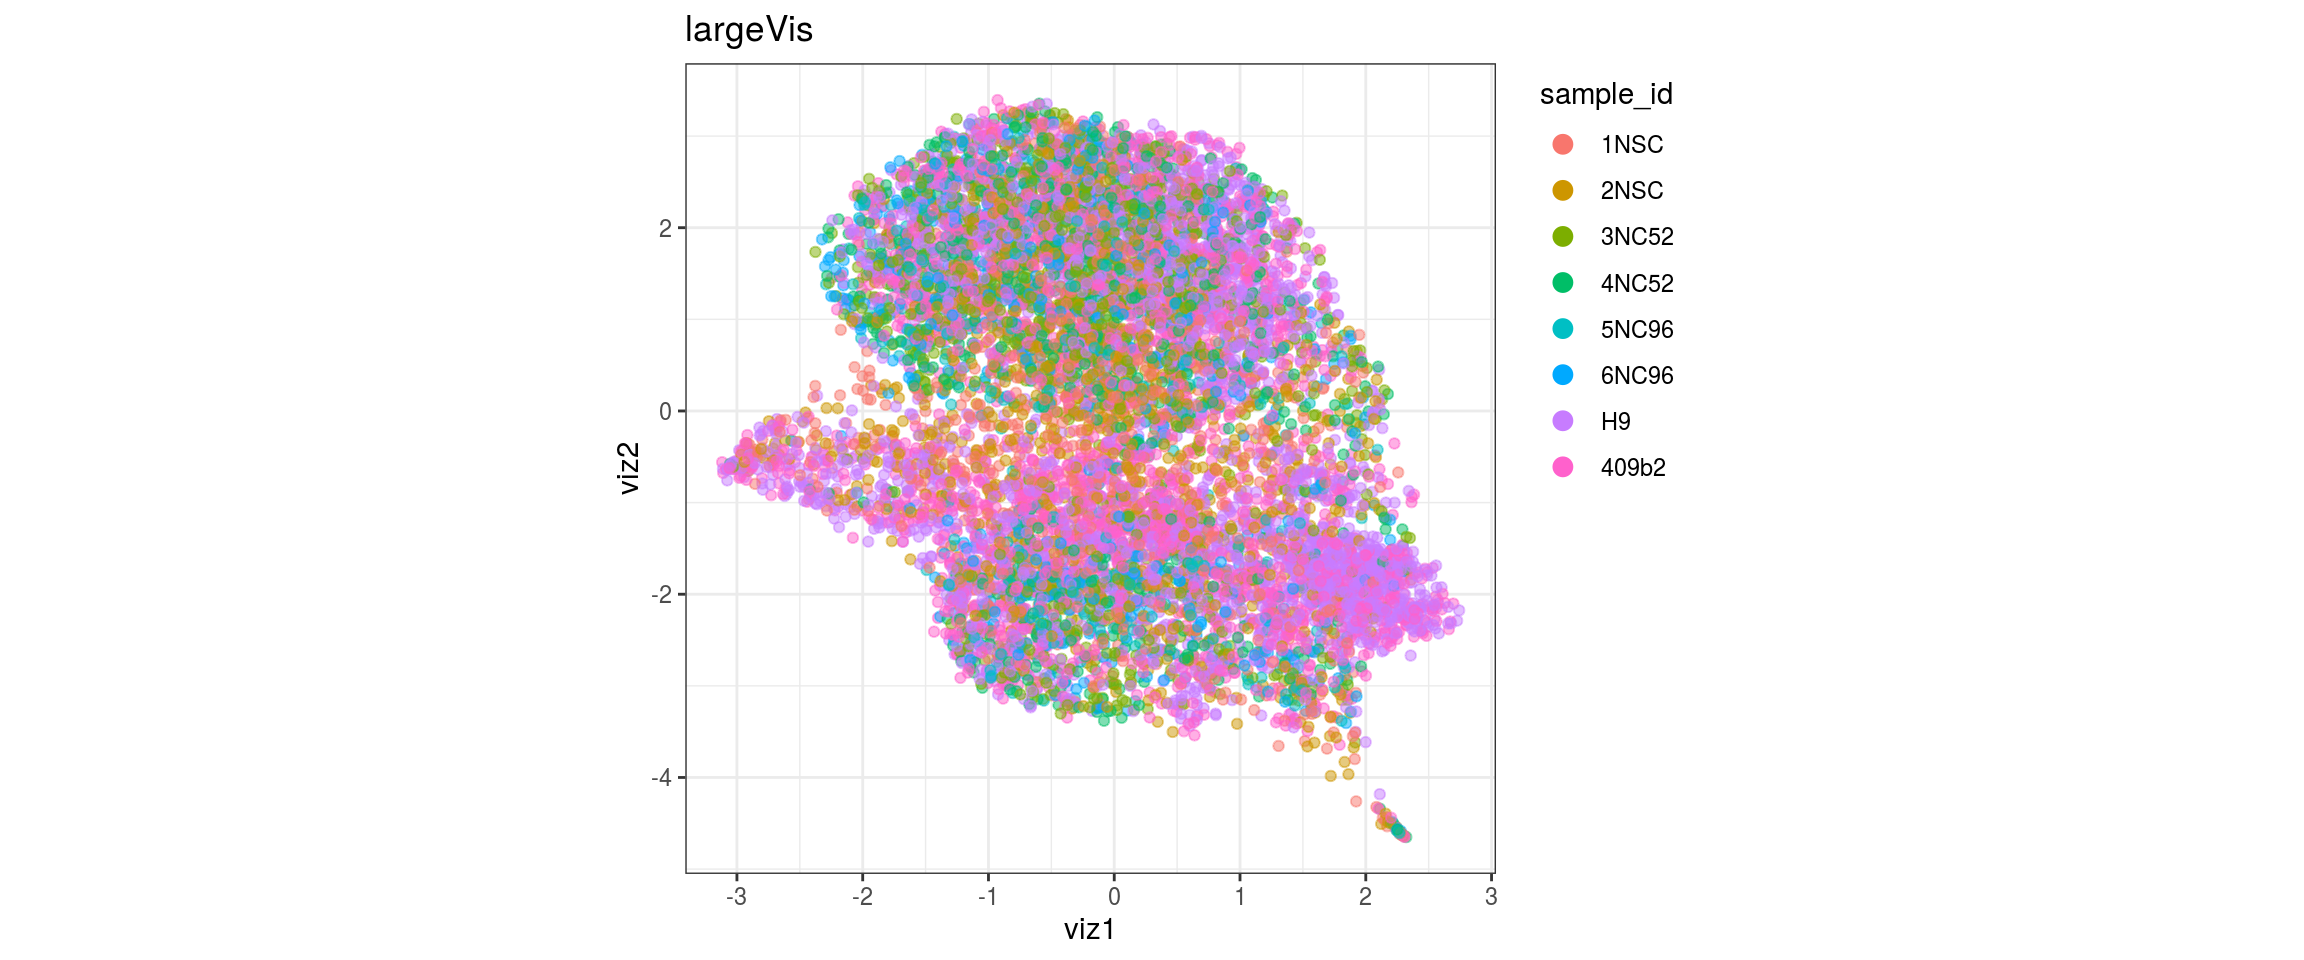 largeVis
sample_id
1NSC
2NSC
3NC52
4NC52
5NC96
6NC96
H9
409b2
viz2
2
0
-2
-4
-3 -2 -1 0 1 2 3
viz1